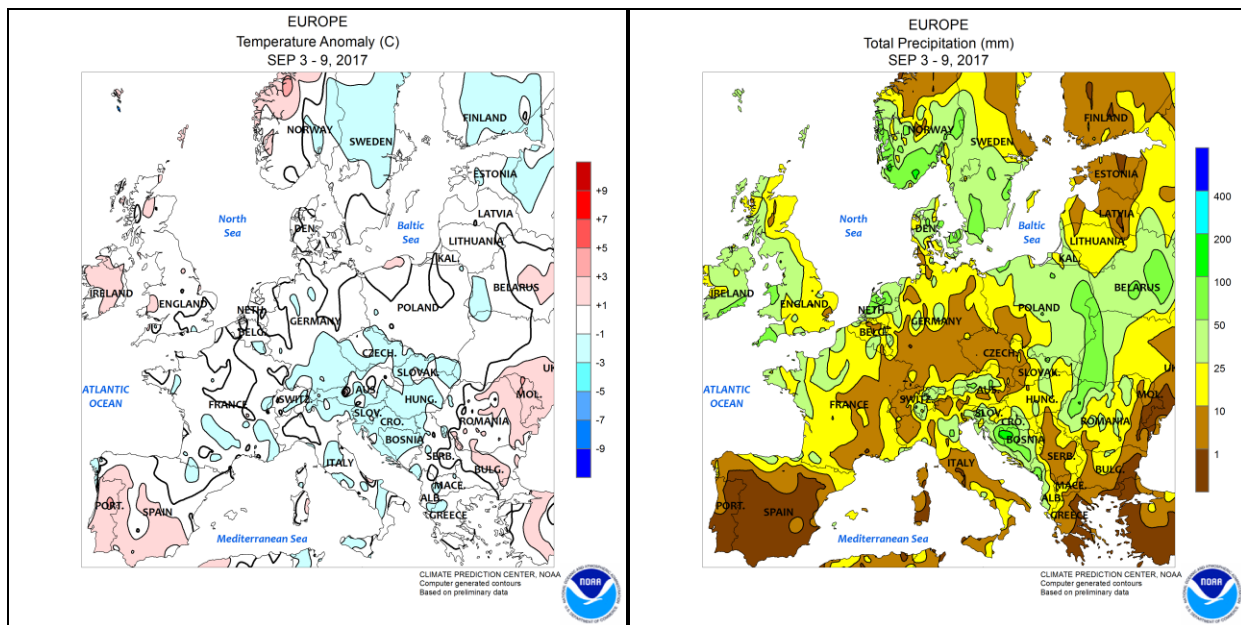 EUROPE
Temperature Anomaly (C)
SEP 3 - 9, 2017
NORWAY
FINLAND
SWEDEN
ESTONIA
North
Sea
LATVIA
DEN.
Baltic
Sea
LITHUANIA
KAL.
IRELAND
ENGLAND
BELARUS
NETH.
POLAND
GERMANY
BELG.
CZECH.
SLOVAK.
UK
ATLANTIC
OCEAN
AUS.
MOL.
FRANCE
SWITZ.
HUNG.
SLOV.
ROMANIA
CRO.
BOSNIA
SERB.
ITALY
BULG.
MACE.
PORT.
SPAIN
ALB.
GREECE
Mediterranean Sea
+9
+7
+5
+3
+1
-1
-3
-5
-7
-9
CLIMATE PREDICTION CENTER, NOAA
Computer generated contours
Based on preliminary data
NOAA
EUROPE
Total Precipitation (mm)
SEP 3 - 9, 2017
NORWAY
FINLAND
SWEDEN
ESTONIA
North
Sea
LATVIA
DEN.
Baltic
Sea
LITHUANIA
KAL.
IRELAND
ENGLAND
BELARUS
NETH.
POLAND
GERMANY
BELG.
CZECH.
SLOVAK.
UK
ATLANTIC
OCEAN
AUS.
MOL.
FRANCE
SWITZ.
HUNG.
SLOV.
ROMANIA
CRO.
BOSNIA
SERB.
ITALY
BULG.
MACE.
PORT.
SPAIN
ALB.
GREECE
Mediterranean Sea
400
200
100
50
25
10
1
CLIMATE PREDICTION CENTER, NOAA
Computer generated contours
Based on preliminary data
NOAA